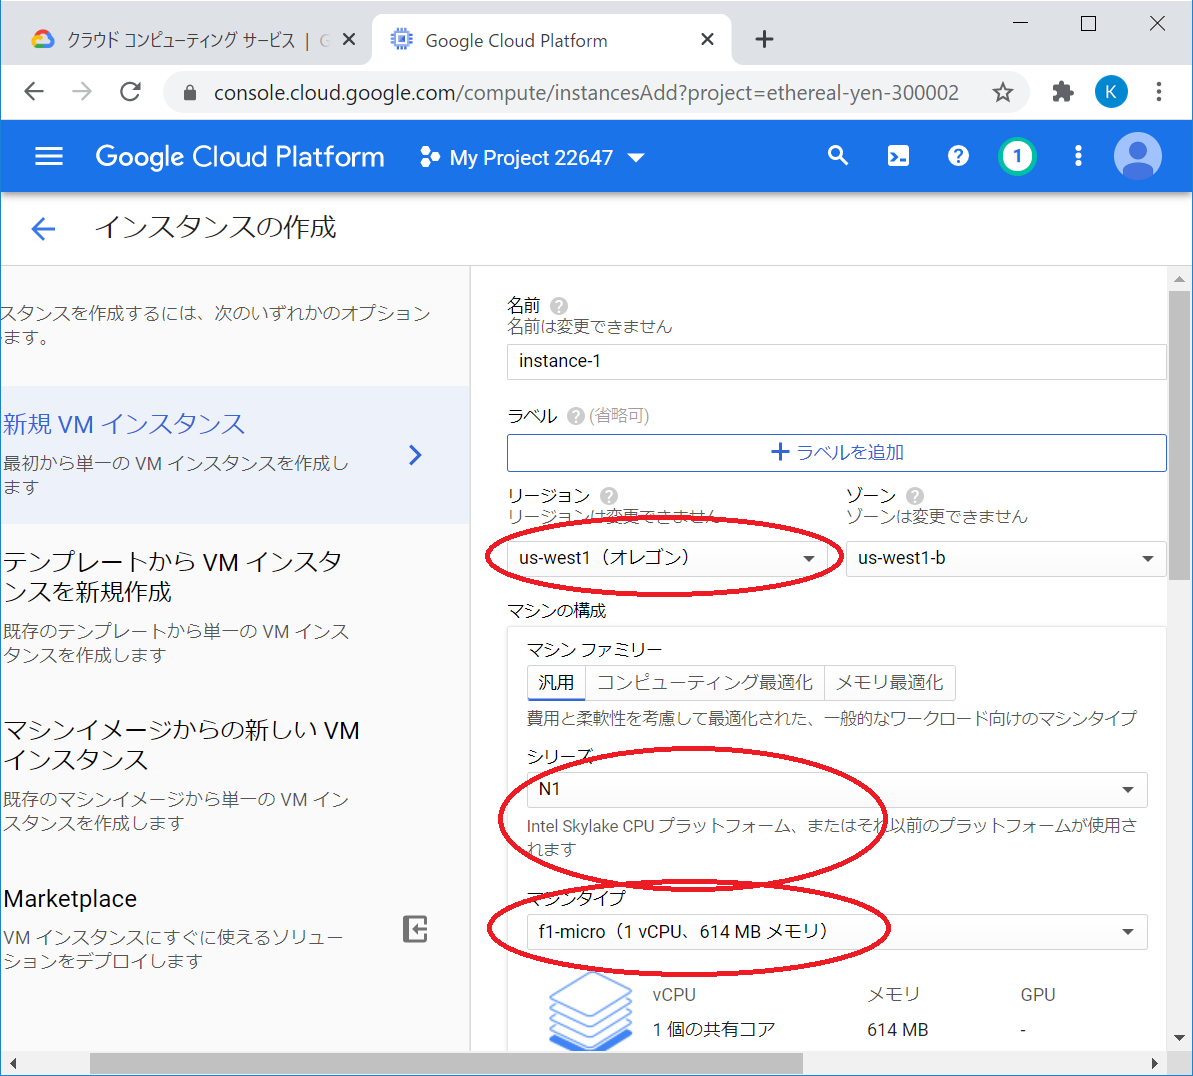 クラウド コンピューティング サービス | G
Google Cloud Platform
console.cloud.google.com/compute/instancesAdd?project=ethereal-yen-300002
K
Google Cloud Platform
My Project 22647
1
インスタンスの作成
スタンスを作成するには、次のいずれかのオプション
ます。
新規 VM インスタンス
最初から単一の VM インスタンスを作成し
ます
テンプレートから VM インスタ
ンスを新規作成
既存のテンプレートから単一の VM インス
タンスを作成します
マシンイメージからの新しい VM
インスタンス
既存のマシンイメージから単一の VM イン
スタンスを作成します
Marketplace
VM インスタンスにすぐに使えるソリュー
ションをデプロイします
名前
名前は変更できません
instance-1
ラベル (省略可)
ラベルを追加
リージョン
リージョンは変更できません
us-west1（オレゴン）
ゾーン
ゾーンは変更できません
us-west1-b
マシンの構成
マシン ファミリー
汎用 コンピューティング最適化 メモリ最適化
費用と柔軟性を考慮して最適化された、一般的なワークロード向けのマシンタイプ
シリーズ
N1
Intel Skylake CPU プラットフォーム、またはそれ以前のプラットフォームが使用さ
れます
マシンタイプ
f1-micro（1 vCPU、614 MB メモリ）
vCPU メモリ GPU
1 個の共有コア 614 MB -